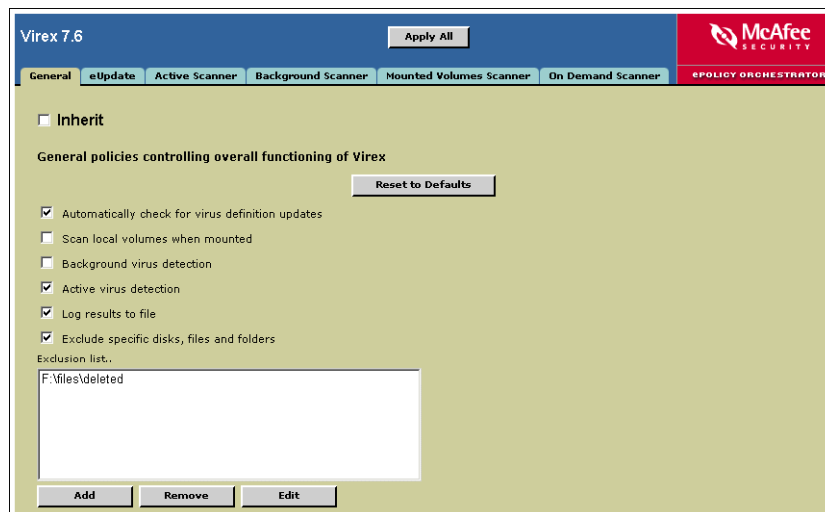 Virex 7.6
Apply All
McAfee
SECURITY
General
eUpdate
Active Scanner
Background Scanner
Mounted Volumes Scanner
On Demand Scanner
ePOLICY ORCHESTRATOR
Inherit
General policies controlling overall functioning of Virex
Reset to Defaults
Automatically check for virus definition updates
Scan local volumes when mounted
Background virus detection
Active virus detection
Log results to file
Exclude specific disks, files and folders
Exclusion list..
F:\files\deleted
Add
Remove
Edit